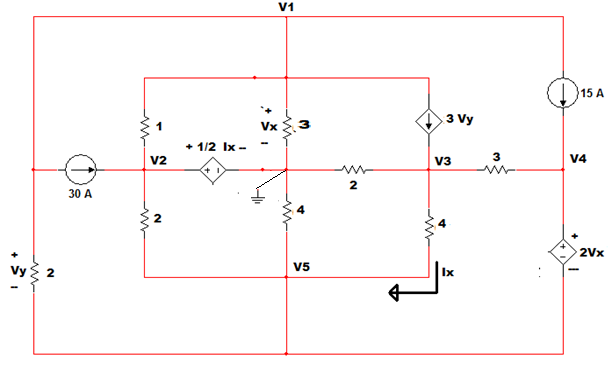 V1
15 A
1
+
Vx
--
3
3 Vy
V2
+ 1/2 Ix --
V3
3
V4
30 A
2
2
4
4
+
Vy
--
2
V5
Ix
+
2Vx
---
+ -
+
-